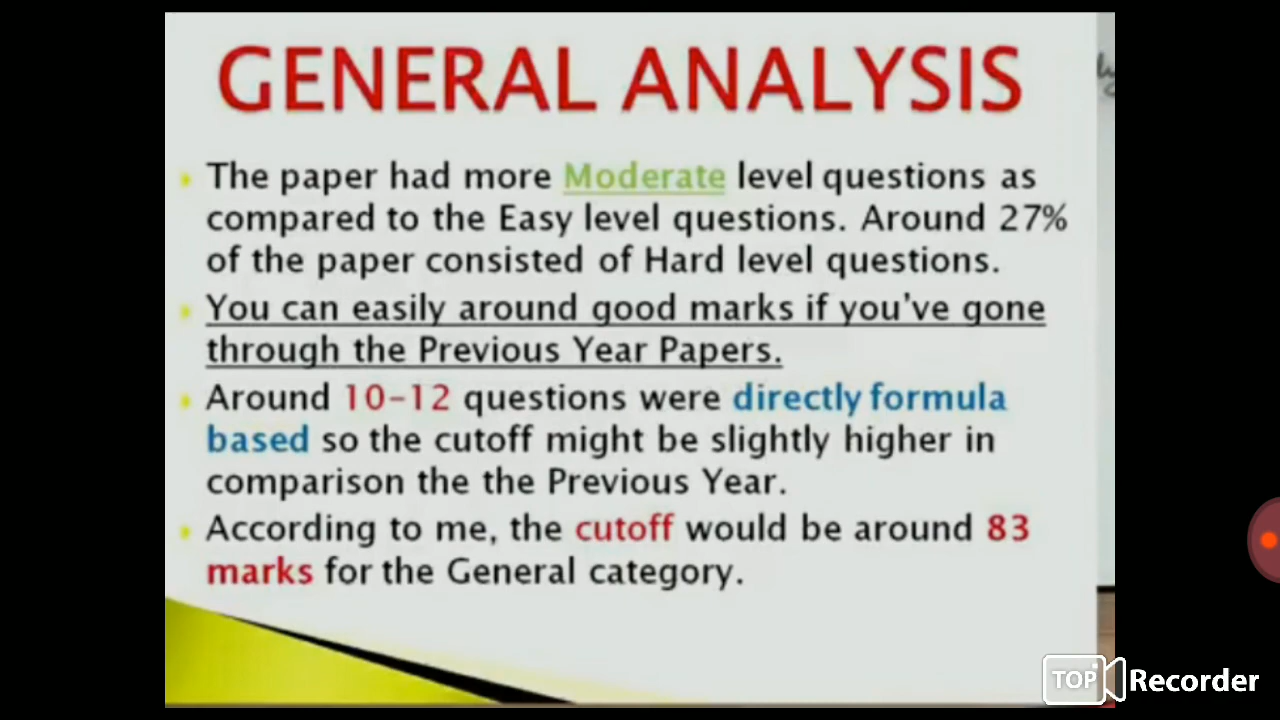 GENERAL ANALYSIS
The paper had more Moderate level questions as
compared to the Easy level questions. Around 27%
of the paper consisted of Hard level questions.
You can easily around good marks if you've gone
through the Previous Year Papers.
Around 10-12 questions were directly formula
based so the cutoff might be slightly higher in
comparison the the Previous Year.
According to me, the cutoff would be around 83
marks for the General category.
TOP Recorder